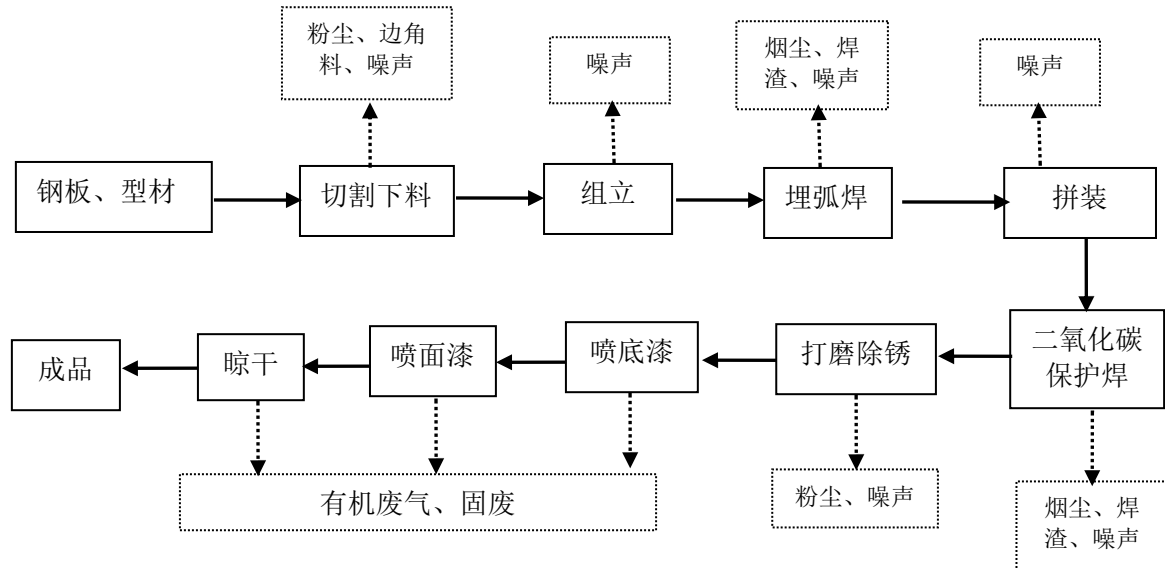 粉尘、边角
料、噪声
噪声
烟尘、焊
渣、噪声
噪声
钢板、型材
切割下料
组立
埋弧焊
拼装
成品
晾干
喷面漆
喷底漆
打磨除锈
二氧化碳
保护焊
有机废气、固废
粉尘、噪声
烟尘、焊
渣、噪声